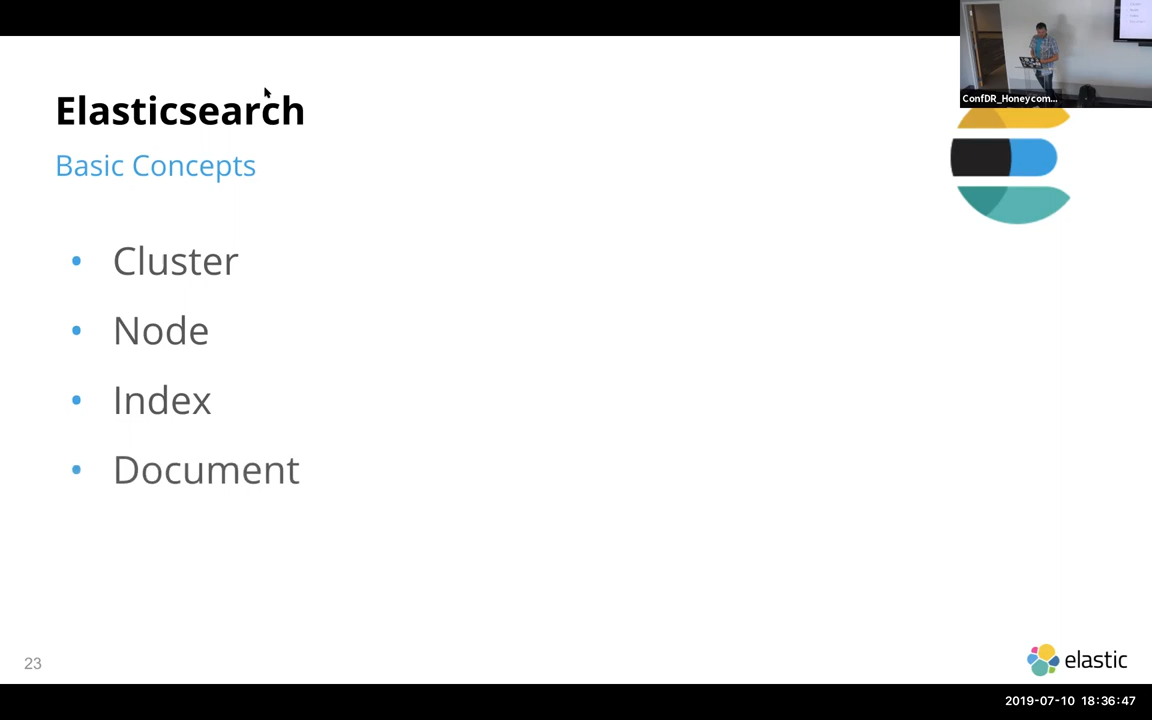 ConfDR_Honeycom...
Elasticsearch
Basic Concepts
• Cluster
• Node
• Index
• Document
23
elastic
2019-07-10 18:36:47